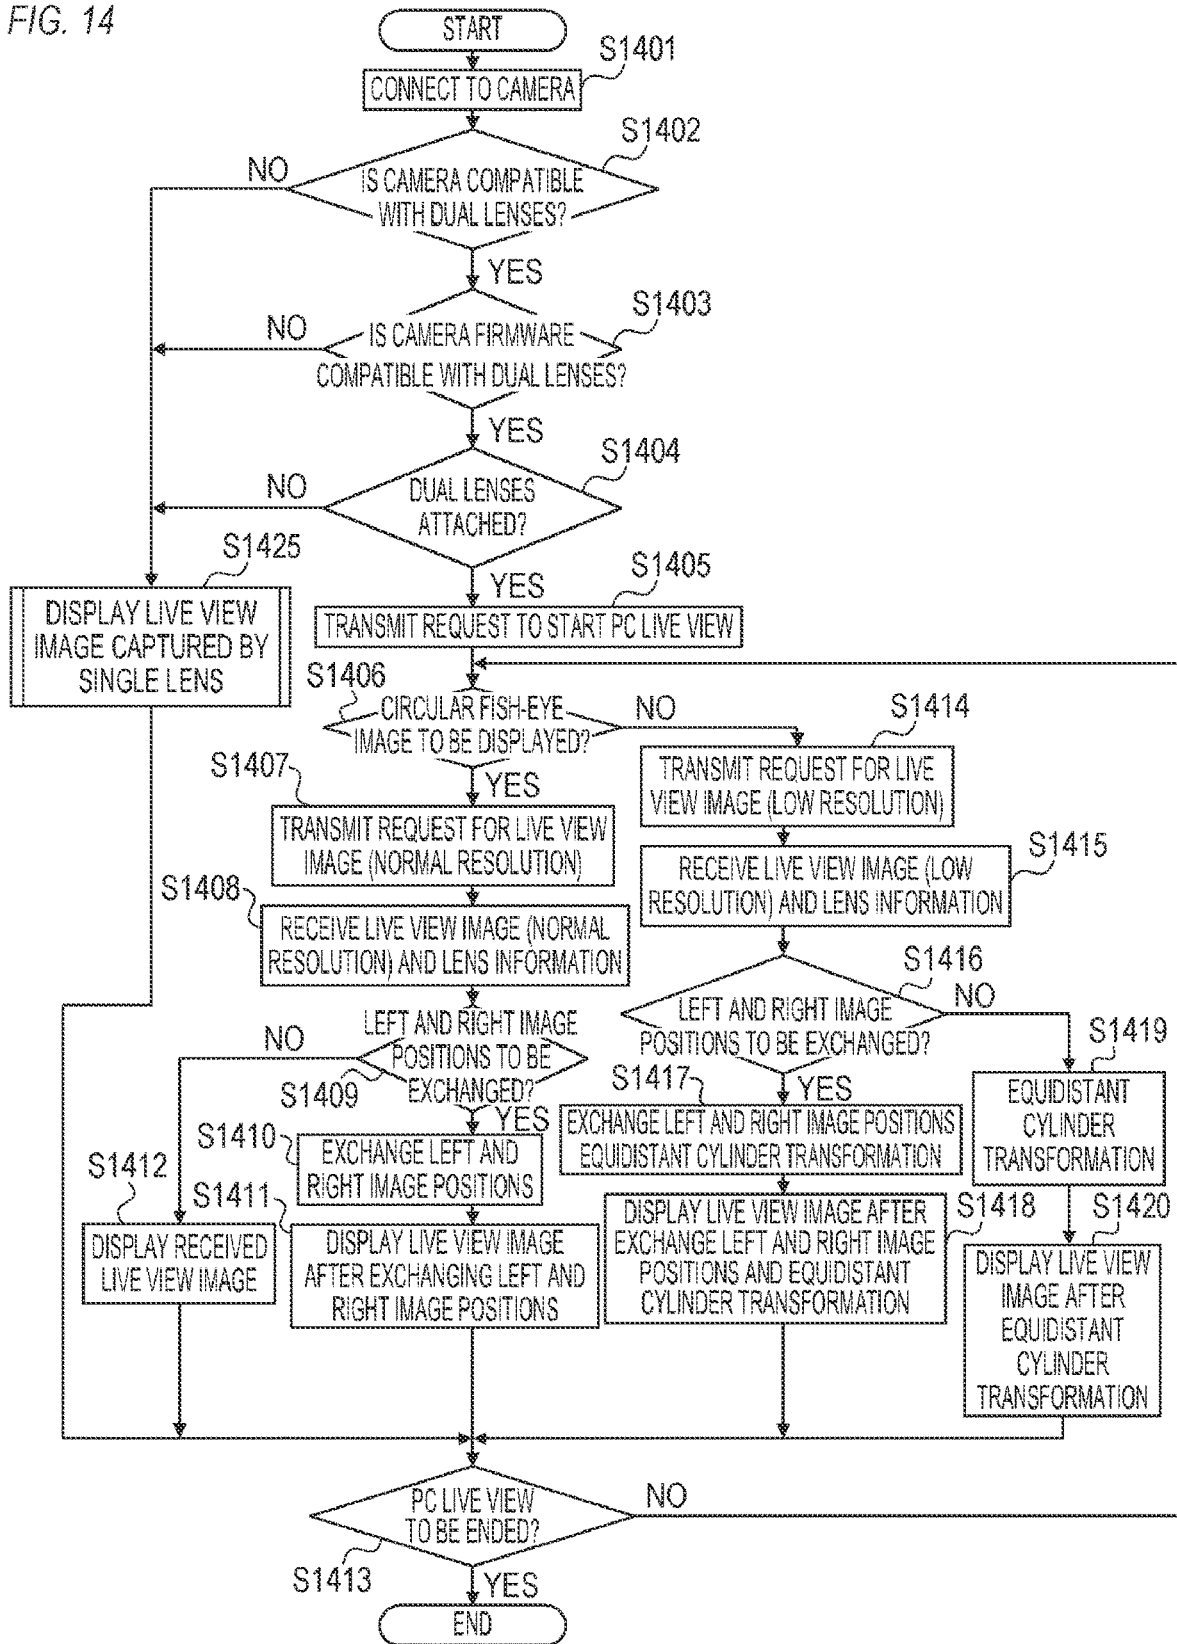 FIG. 14
START
S1401
CONNECT TO CAMERA
S1402
NO
IS CAMERA COMPATIBLE
WITH DUAL LENSES?
YES
S1403
NO
IS CAMERA FIRMWARE
COMPATIBLE WITH DUAL LENSES?
YES
S1404
NO
DUAL LENSES
ATTACHED?
S1425
YES
S1405
DISPLAY LIVE VIEW
IMAGE CAPTURED BY
SINGLE LENS
TRANSMIT REQUEST TO START PC LIVE VIEW
S1406
CIRCULAR FISH-EYE
IMAGE TO BE DISPLAYED?
NO
YES
S1407
TRANSMIT REQUEST FOR LIVE VIEW
IMAGE (NORMAL RESOLUTION)
S1408
RECEIVE LIVE VIEW IMAGE (NORMAL
RESOLUTION) AND LENS INFORMATION
S1414
TRANSMIT REQUEST FOR LIVE
VIEW IMAGE (LOW RESOLUTION)
S1415
RECEIVE LIVE VIEW IMAGE (LOW
RESOLUTION) AND LENS INFORMATION
LEFT AND RIGHT IMAGE
POSITIONS TO BE
EXCHANGED?
NO
S1409
YES
S1410
EXCHANGE LEFT AND
RIGHT IMAGE POSITIONS
S1412
DISPLAY RECEIVED
LIVE VIEW IMAGE
S1411
DISPLAY LIVE VIEW IMAGE
AFTER EXCHANGING LEFT AND
RIGHT IMAGE POSITIONS
S1416
LEFT AND RIGHT IMAGE
POSITIONS TO BE EXCHANGED?
NO
YES
S1417
EXCHANGE LEFT AND RIGHT IMAGE POSITIONS
EQUIDISTANT CYLINDER TRANSFORMATION
S1418
DISPLAY LIVE VIEW IMAGE AFTER
EXCHANGE LEFT AND RIGHT IMAGE
POSITIONS AND EQUIDISTANT
CYLINDER TRANSFORMATION
S1419
EQUIDISTANT
CYLINDER
TRANSFORMATION
S1420
DISPLAY LIVE VIEW
IMAGE AFTER
EQUIDISTANT
CYLINDER
TRANSFORMATION
PC LIVE VIEW
TO BE ENDED?
NO
S1413
YES
END